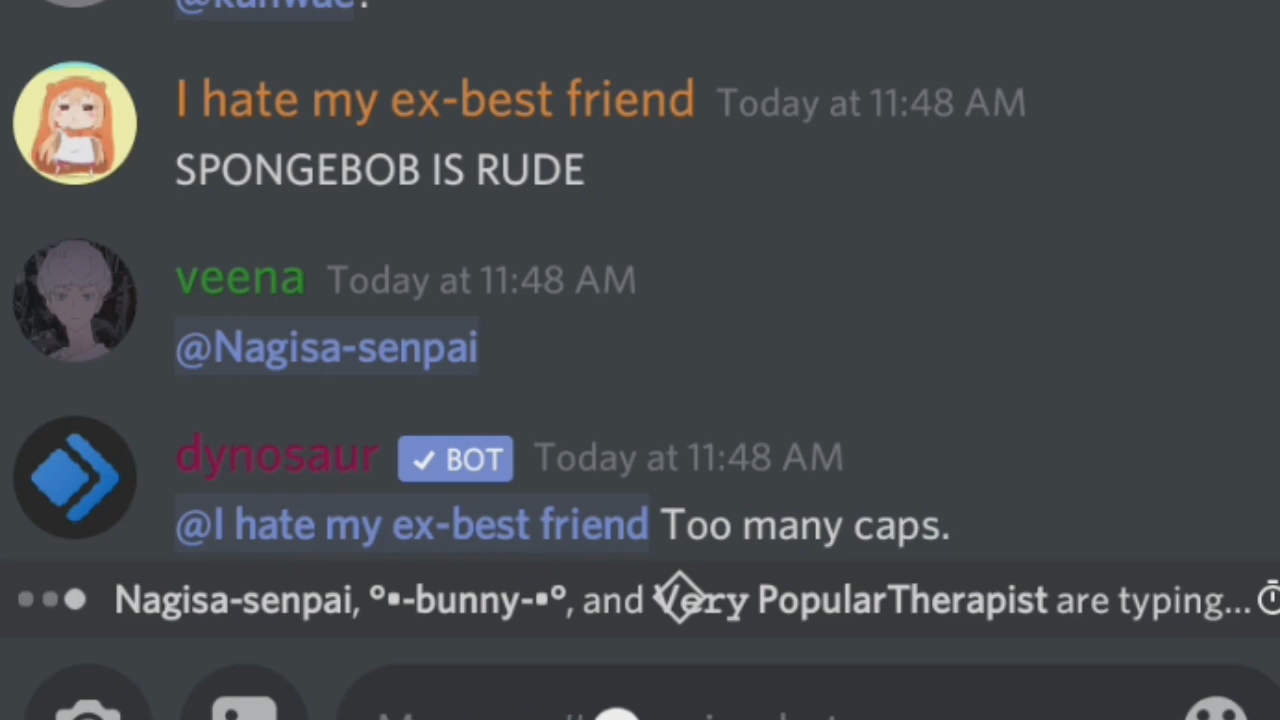 I hate my ex-best friend Today at 11:48 AM
SPONGEBOB IS RUDE
veena Today at 11:48 AM
@Nagisa-senpai
dynosaur ✓ BOT Today at 11:48 AM
@I hate my ex-best friend Too many caps.
Nagisa-senpai, °•-bunny-•°, and Very PopularTherapist are typing...